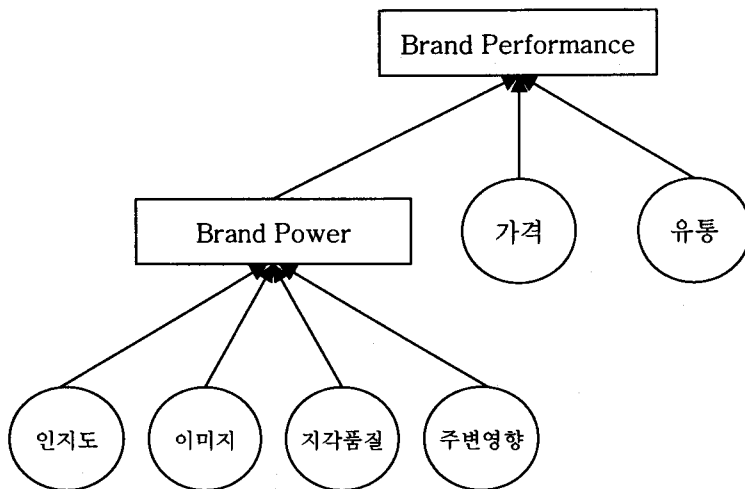 Brand Performance
Brand Power
가격
유통
인지도
이미지
지각품질
주변영향